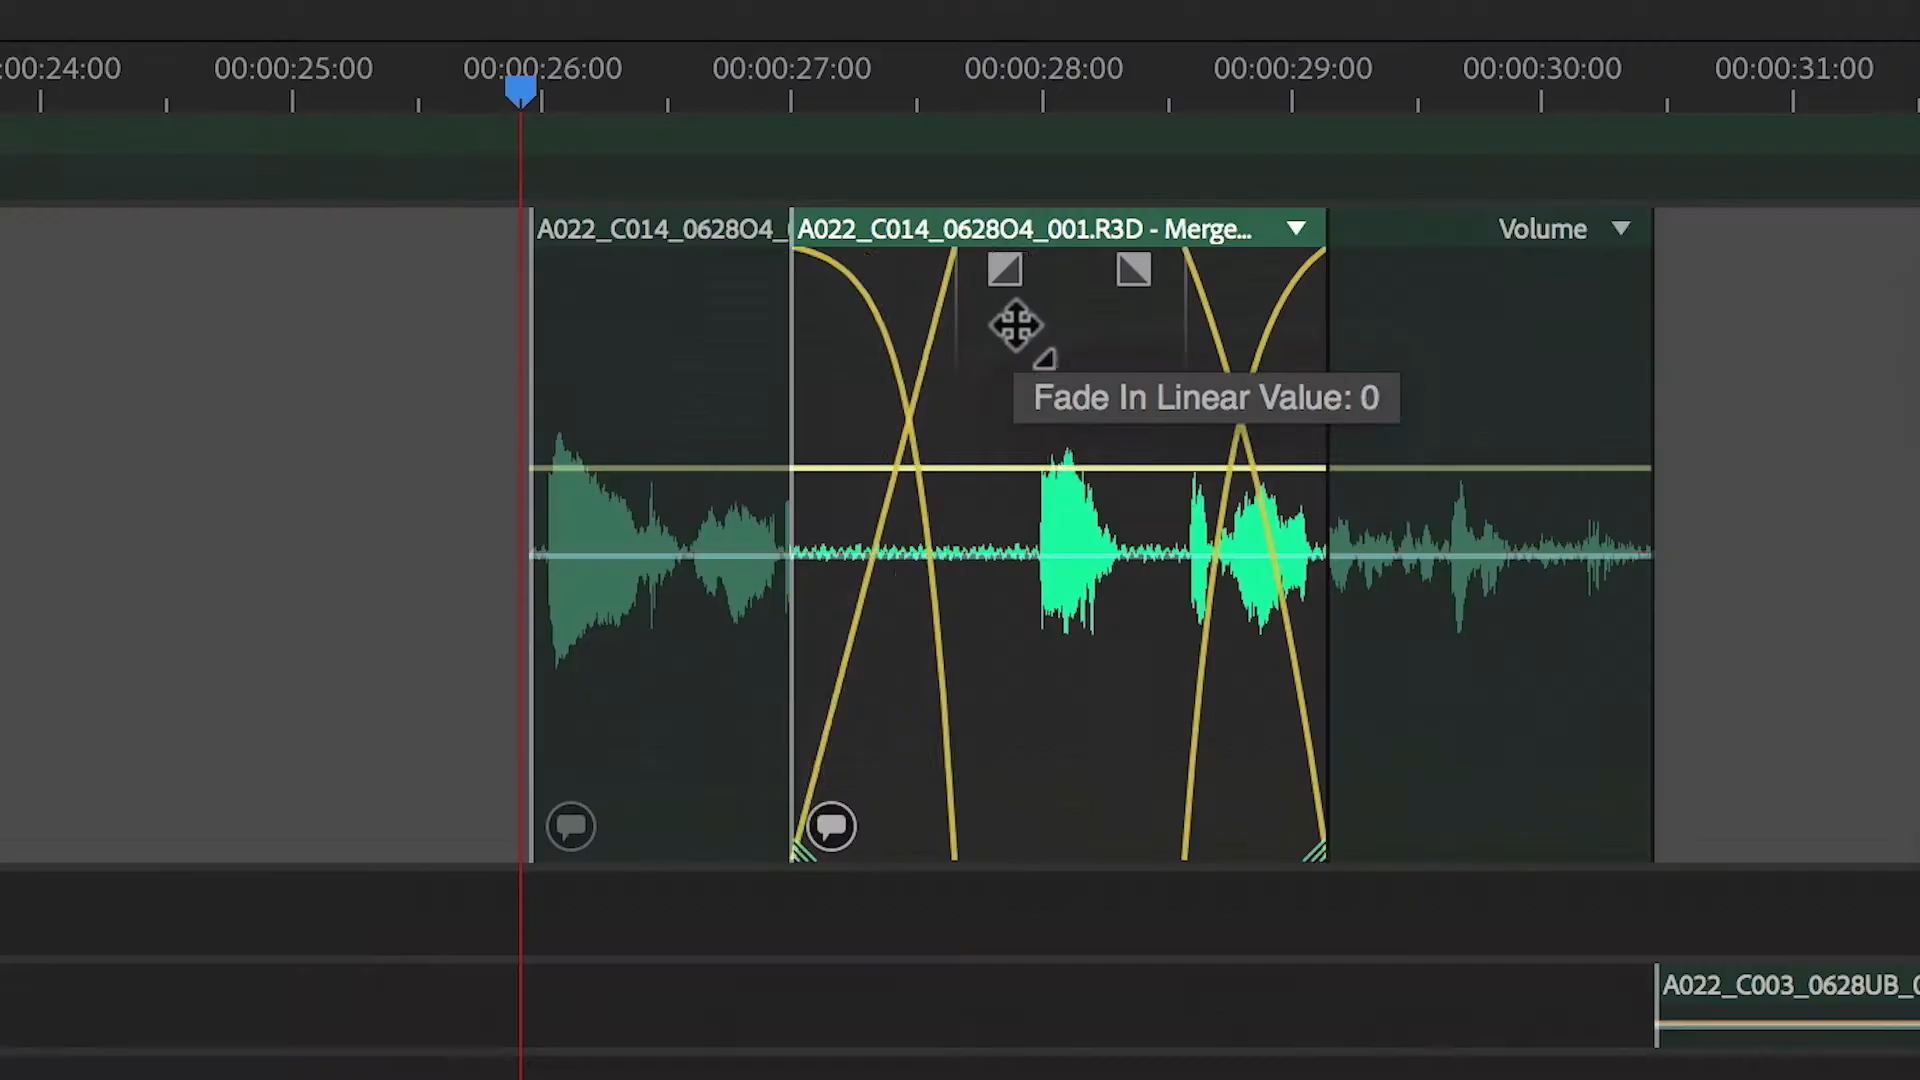 :00:24:00
00:00:25:00
00:00:26:00
00:00:27:00
00:00:28:00
00:00:29:00
00:00:30:00
00:00:31:00
A022_C014_0628O4_
A022_C014_0628O4_001.R3D - Merge...
Volume
Fade In Linear Value: 0
A022_C003_0628UB_0